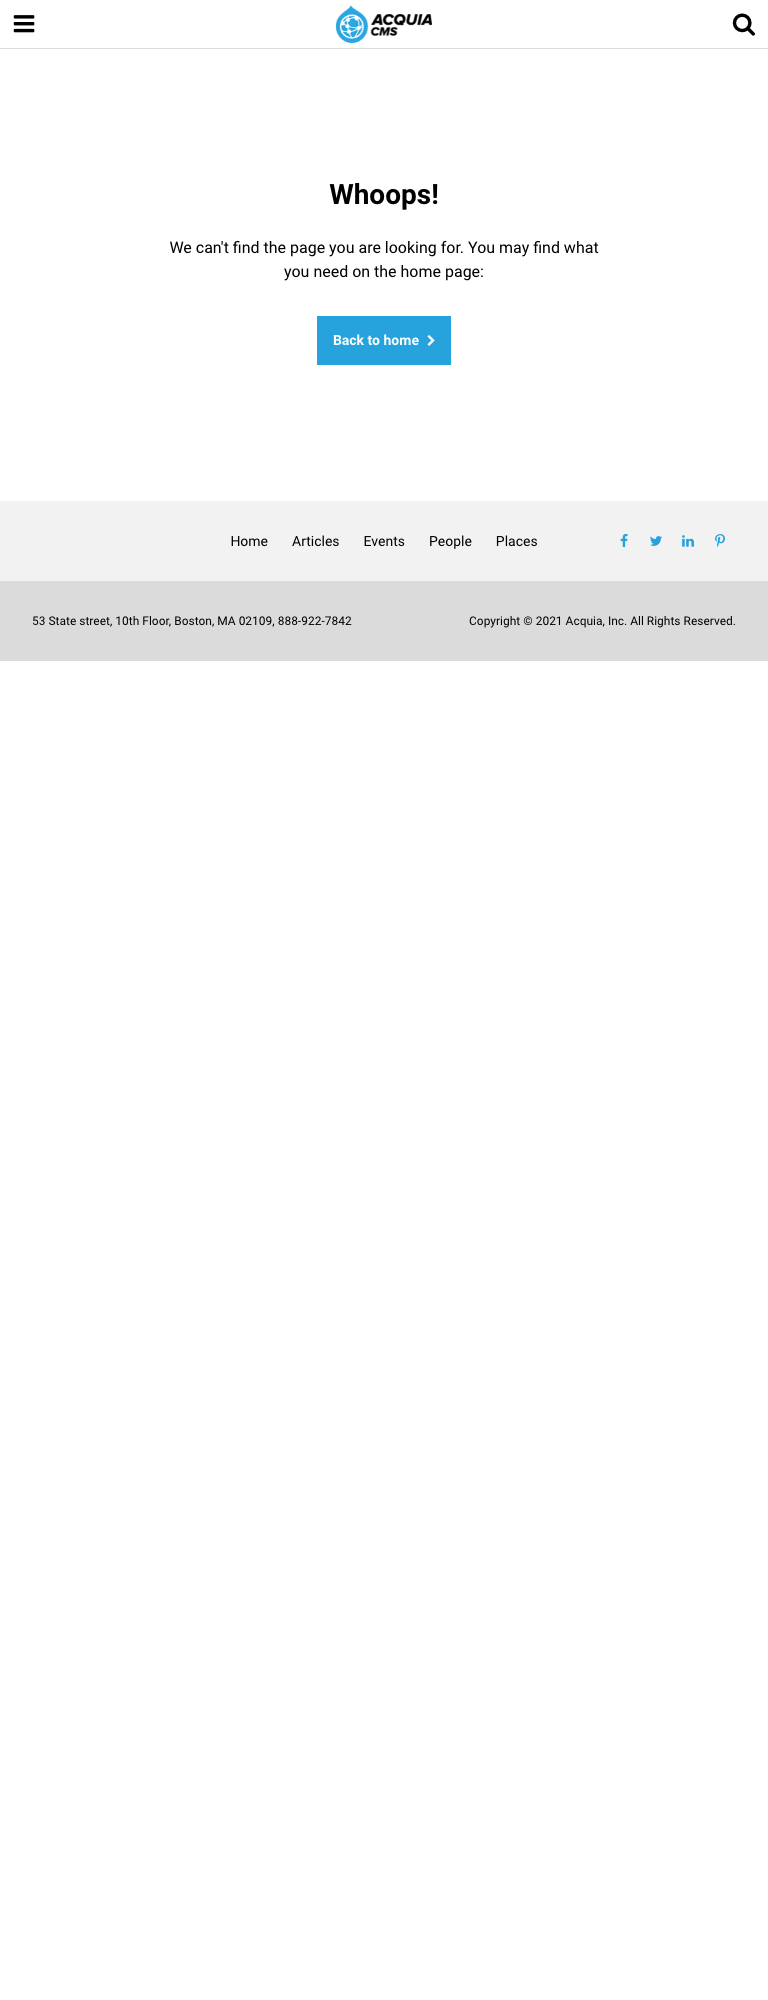 ACQUIA
CMS
Whoops!
We can't find the page you are looking for. You may find what
you need on the home page:
Back to home
Home Articles Events People Places
53 State street, 10th Floor, Boston, MA 02109, 888-922-7842
Copyright © 2021 Acquia, Inc. All Rights Reserved.